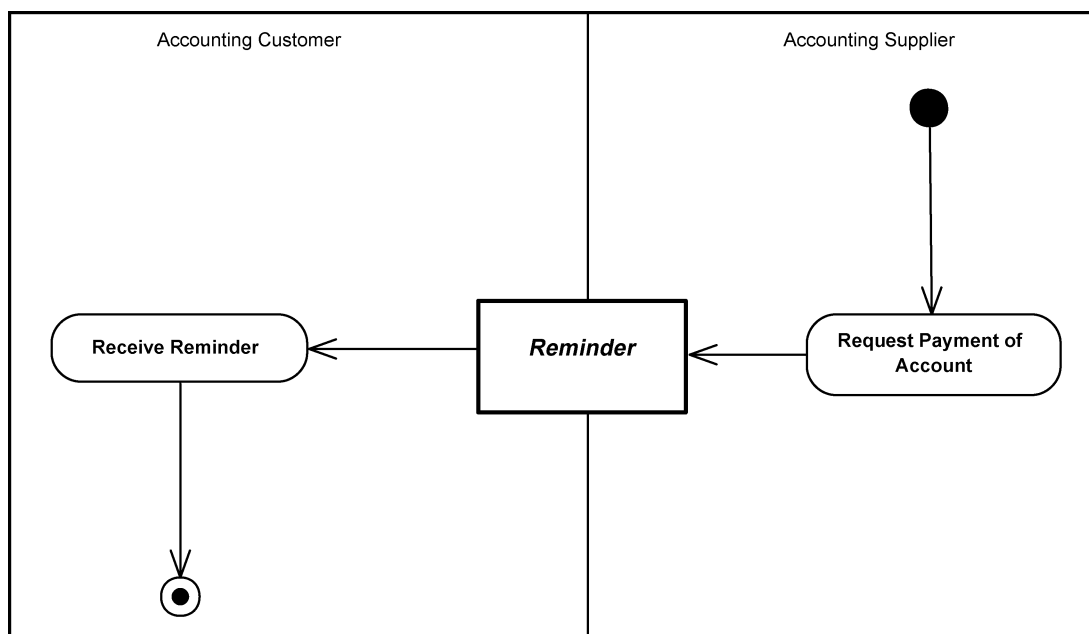 Accounting Customer
Accounting Supplier
Receive Reminder
Reminder
Request Payment of
Account